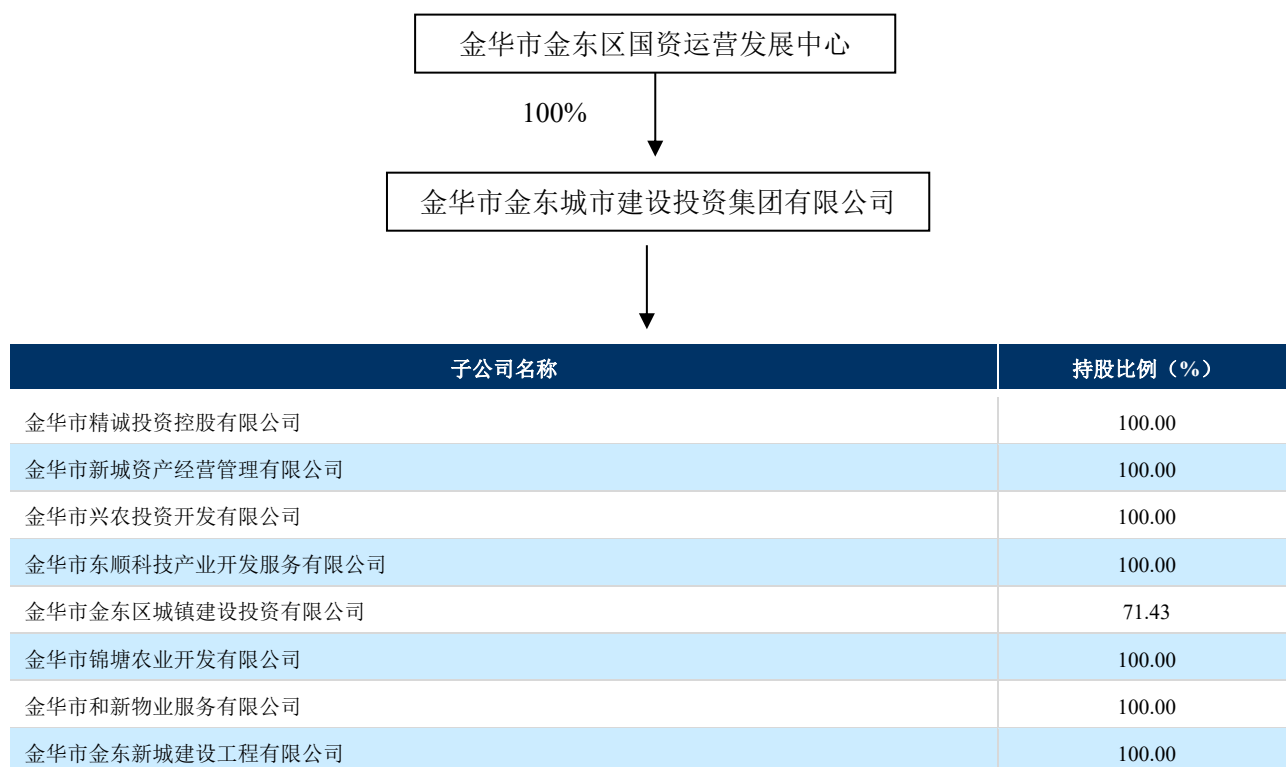 金华市金东区国资运营发展中心
100%
金华市金东城市建设投资集团有限公司
子公司名称 持股比例（%）
金华市精诚投资控股有限公司 100.00
金华市新城资产经营管理有限公司 100.00
金华市兴农投资开发有限公司 100.00
金华市东顺科技产业开发服务有限公司 100.00
金华市金东区城镇建设投资有限公司 71.43
金华市锦塘农业开发有限公司 100.00
金华市和新物业服务有限公司 100.00
金华市金东新城建设工程有限公司 100.00